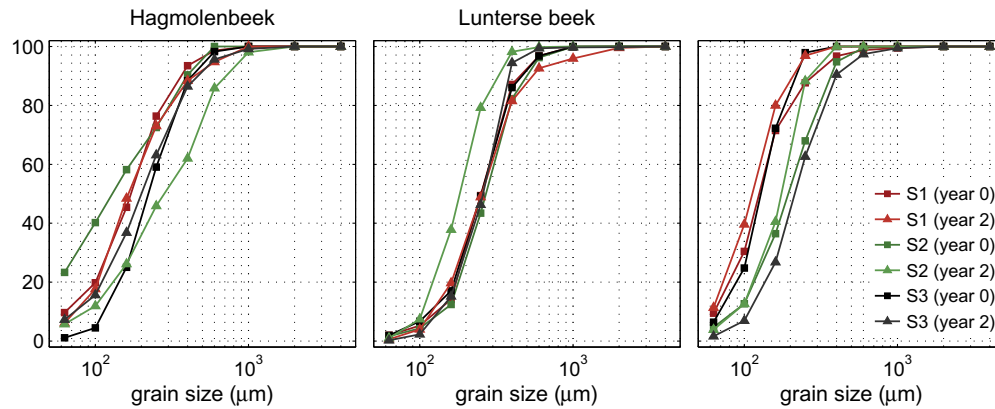 Hagmolenbeek
Lunterse beek
100
80
60
40
20
0
10² 10³
10² 10³
10² 10³
grain size (μm)
grain size (μm)
grain size (μm)
S1 (year 0)
S1 (year 2)
S2 (year 0)
S2 (year 2)
S3 (year 0)
S3 (year 2)